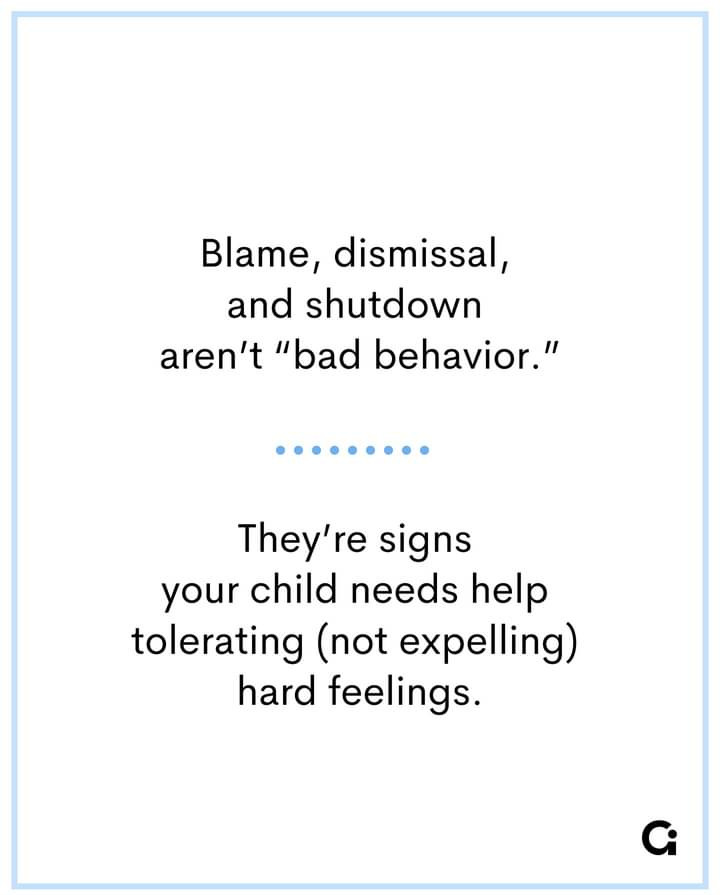 Blame, dismissal,
and shutdown
aren’t “bad behavior.”
They’re signs
your child needs help
tolerating (not expelling)
hard feelings.